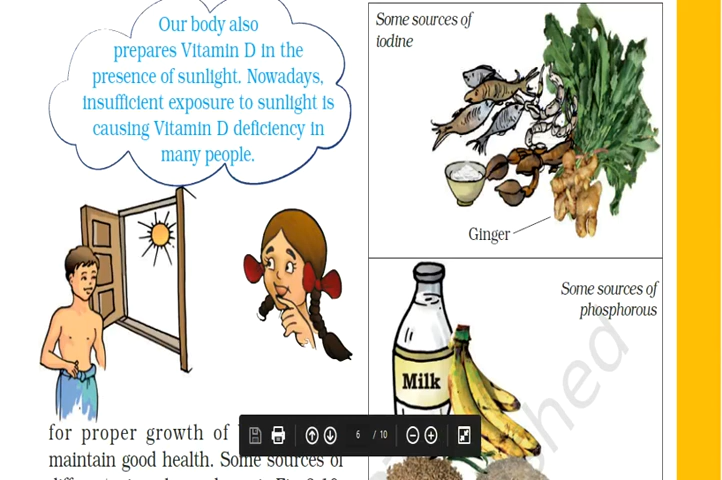 Our body also
prepares Vitamin D in the
presence of sunlight. Nowadays,
insufficient exposure to sunlight is
causing Vitamin D deficiency in
many people.
for proper growth of
maintain good health. Some sources of
Some sources of
iodine
Ginger
Some sources of
phosphorous
Milk
6 / 10